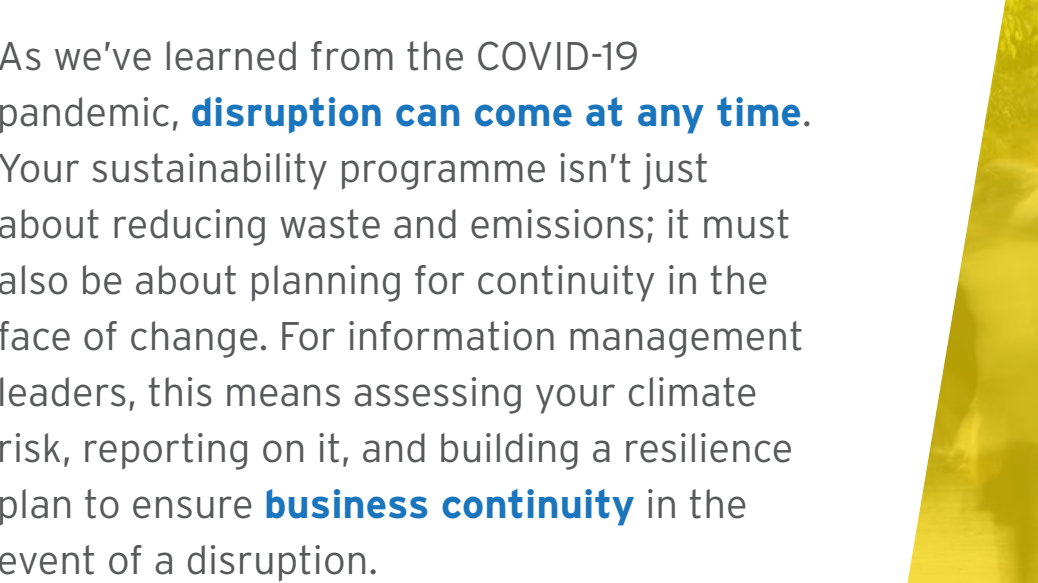 As we've learned from the COVID-19
pandemic, disruption can come at any time.
Your sustainability programme isn't just
about reducing waste and emissions; it must
also be about planning for continuity in the
face of change. For information management
leaders, this means assessing your climate
risk, reporting on it, and building a resilience
plan to ensure business continuity in the
event of a disruption.